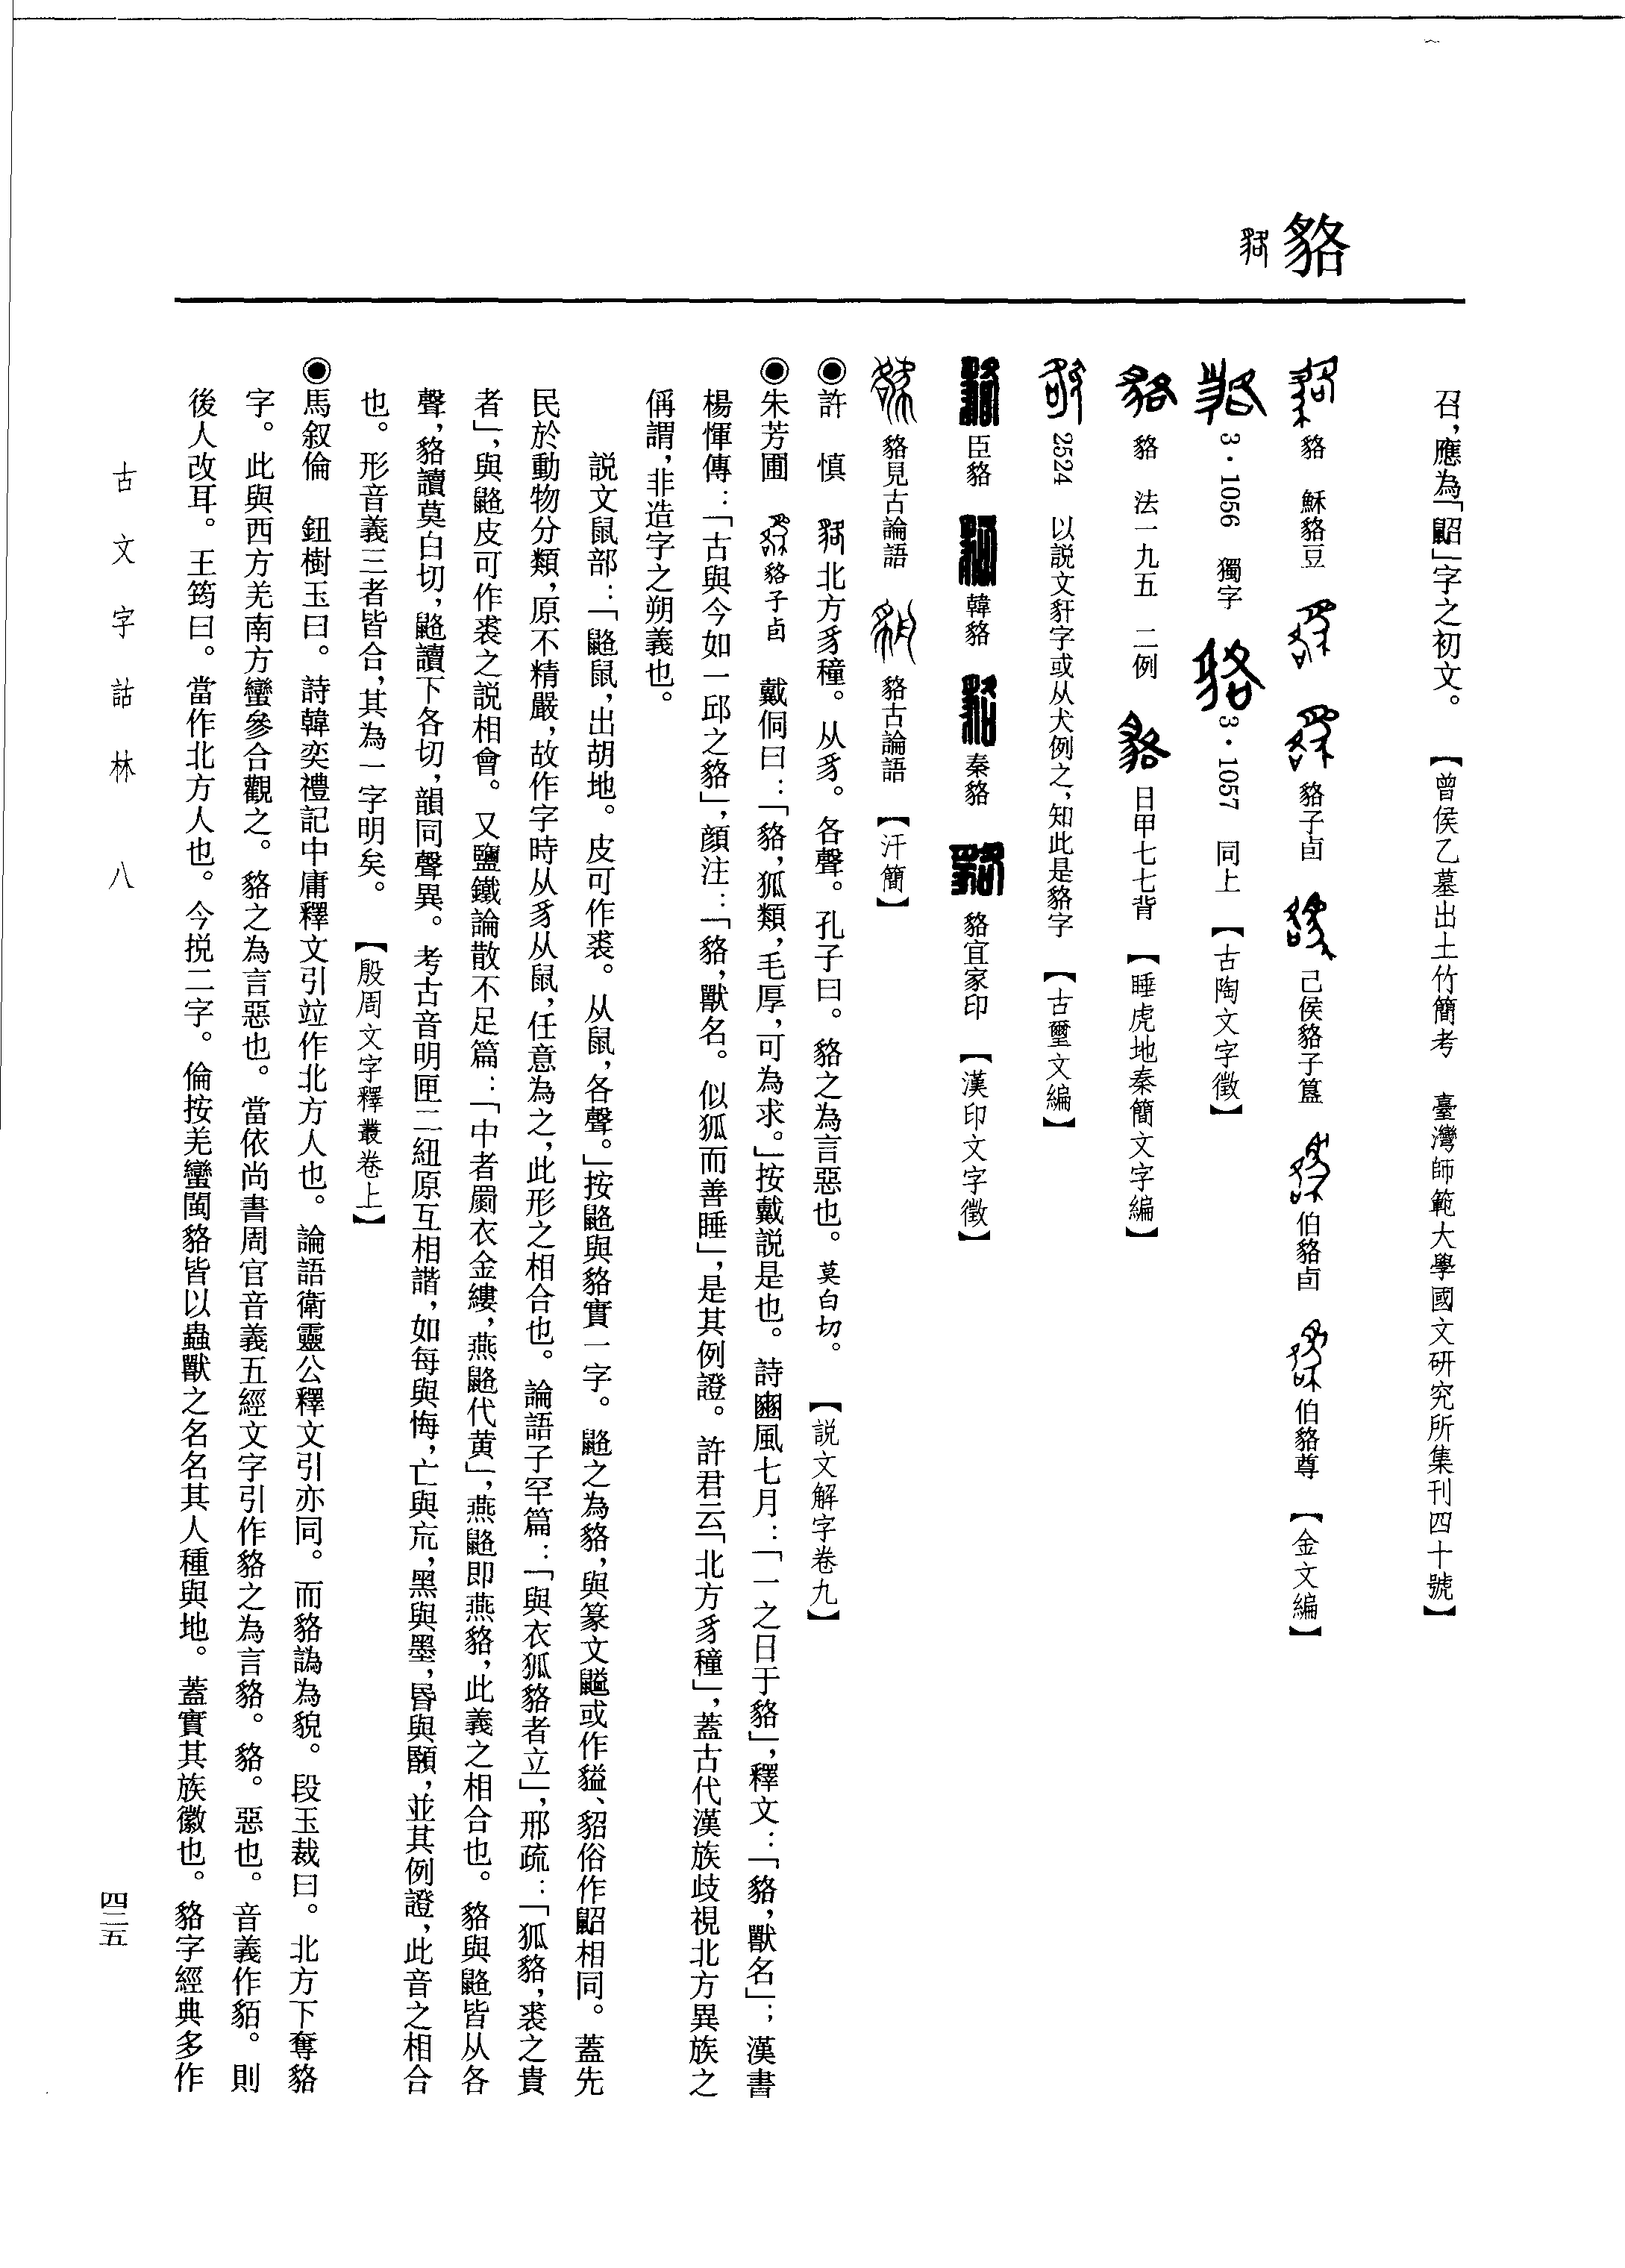 貉
召，應為「鼦」字之初文。　【曾侯乙墓出土竹簡考　臺灣師範大學國文研究所集刊四十號】
貉　穌貉豆　貉子卣　己侯貉子簋　伯貉卣　伯貉尊　【金文編】
3·1056　獨字　3·1057　同上　【古陶文字徵】
貉　法一九五　二例　日甲七七背　【睡虎地秦簡文字編】
2524　以説文豻字或从犬例之，知此是貉字　【古璽文編】
臣貉　韓貉　秦貉　貉宜家印　【漢印文字徵】
貉見古論語　貉古論語　【汗簡】
◉許　慎　北方豸穜。从豸。各聲。孔子曰。貉之為言惡也。莫白切。　【説文解字卷九】
◉朱芳圃　貉子卣　戴侗曰：「貉，狐類，毛厚，可為求。」按戴説是也。詩豳風七月：「一之日于貉」，釋文：「貉，獸名」；漢書
楊惲傳：「古與今如一邱之貉」，顔注：「貉，獸名。似狐而善睡」，是其例證。許君云「北方豸穜」，蓋古代漢族歧視北方異族之
偁謂，非造字之朔義也。
説文鼠部：「鼯鼠，出胡地。皮可作裘。从鼠，各聲。」按䶅與貉實一字。䶅之為貉，與篆文鼶或作貖、貂俗作鼦相同。蓋先
民於動物分類，原不精嚴，故作字時从豸从鼠，任意為之，此形之相合也。論語子罕篇：「與衣狐貉者立」，邢疏：「狐貉，裘之貴
者」，與䶅皮可作裘之説相會。又鹽鐵論散不足篇：「中者罽衣金縷，燕䶅代黄」，燕䶅即燕貉，此義之相合也。貉與䶅皆从各
聲，貉讀莫白切，䶅讀下各切，韻同聲異。考古音明匣二紐原互相諧，如每與悔，亡與巟，黑與墨，昏與顝，並其例證，此音之相合
也。形音義三者皆合，其為一字明矣。　【殷周文字釋叢卷上】
◉馬叙倫　鈕樹玉曰。詩韓奕禮記中庸釋文引竝作北方人也。論語衛靈公釋文引亦同。而貉譌為貌。段玉裁曰。北方下奪貉
字。此與西方羌南方蠻參合觀之。貉之為言惡也。當依尚書周官音義五經文字引作貉之為言貉。貉。惡也。音義作貊。則
後人改耳。王筠曰。當作北方人也。今挩二字。倫按羌蠻閩貉皆以蟲獸之名名其人種與地。蓋實其族徽也。貉字經典多作
古文字詁林　八
四二五